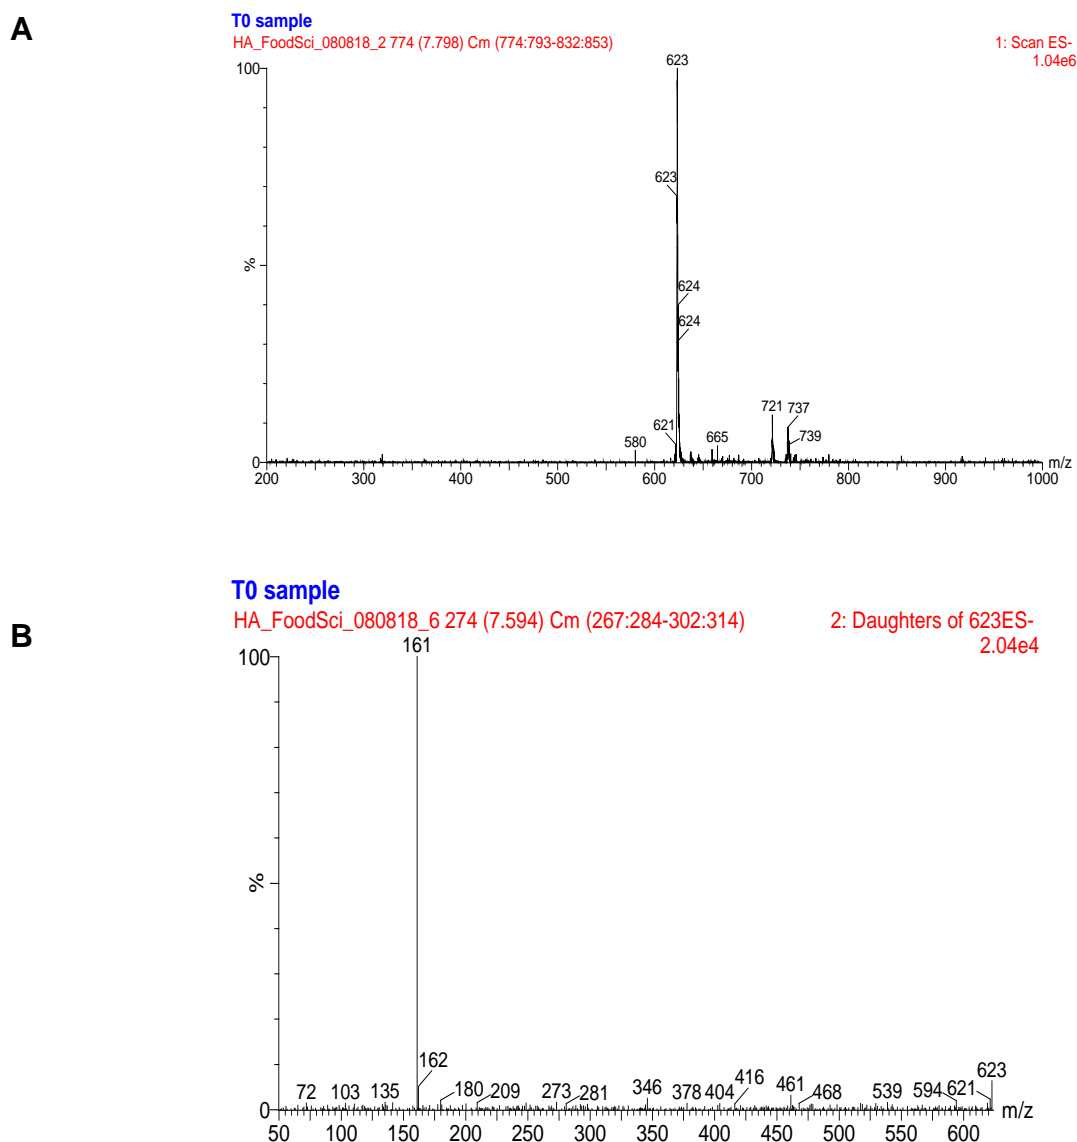 A
T0 sample
HA_FoodSci_080818_2 774 (7.798) Cm (774:793-832:853)
1: Scan ES-
1.04e6
100
%
0
623
623
624
624
621
580
665
721
737
739
200 300 400 500 600 700 800 900 1000 m/z
B
T0 sample
HA_FoodSci_080818_6 274 (7.594) Cm (267:284-302:314)
2: Daughters of 623ES-
2.04e4
100
%
0
161
162
72 103 135 180 209 273 281 346 378 404 416 461 468 539 594 621 623
50 100 150 200 250 300 350 400 450 500 550 600 m/z